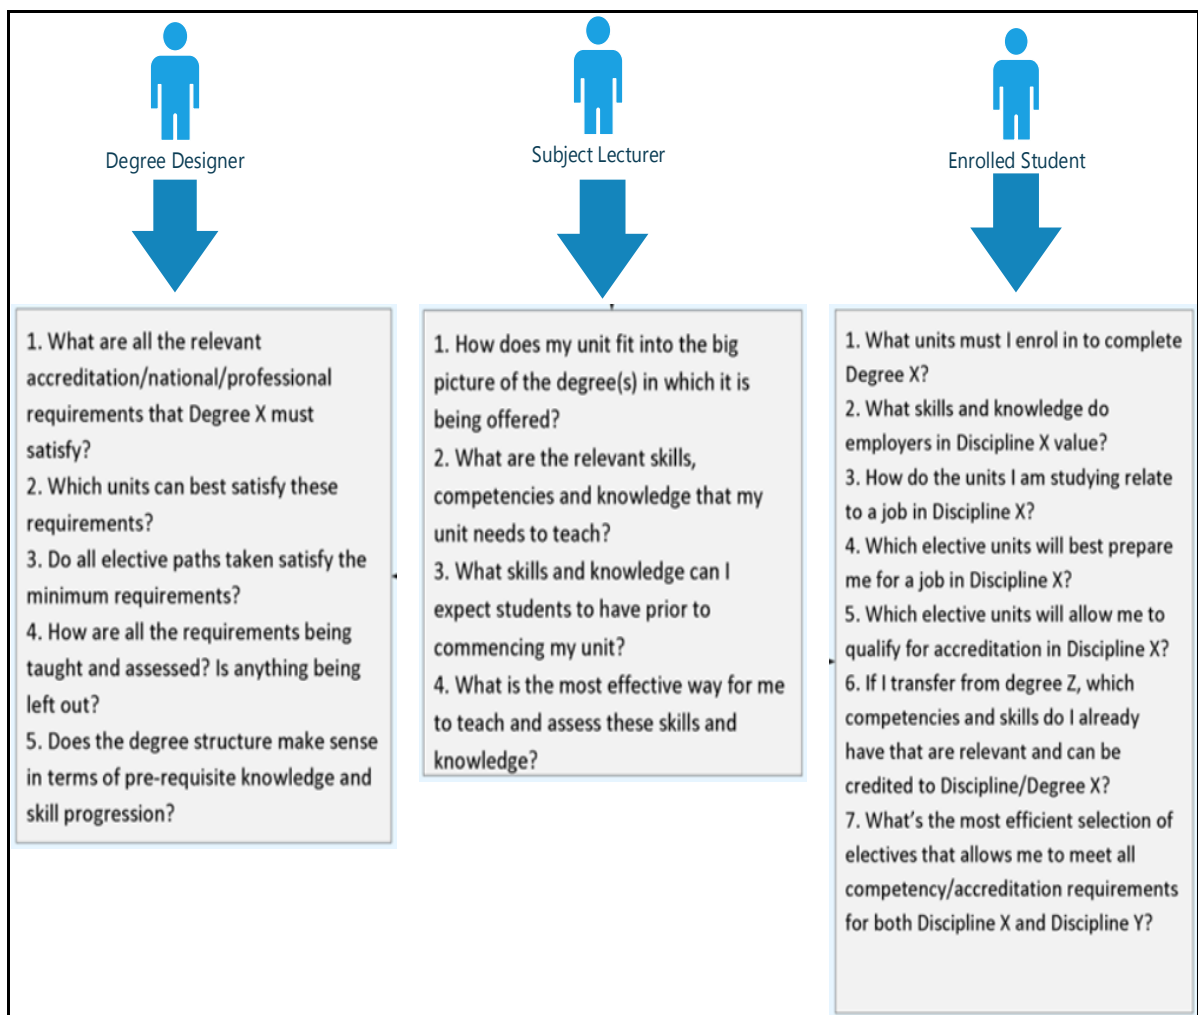 Degree Designer
1. What are all the relevant
accreditation/national/professional
requirements that Degree X must
satisfy?
2. Which units can best satisfy these
requirements?
3. Do all elective paths taken satisfy the
minimum requirements?
4. How are all the requirements being
taught and assessed? Is anything being
left out?
5. Does the degree structure make sense
in terms of pre-requisite knowledge and
skill progression?
Subject Lecturer
1. How does my unit fit into the big
picture of the degree(s) in which it is
being offered?
2. What are the relevant skills,
competencies and knowledge that my
unit needs to teach?
3. What skills and knowledge can I
expect students to have prior to
commencing my unit?
4. What is the most effective way for me
to teach and assess these skills and
knowledge?
Enrolled Student
1. What units must I enrol in to complete
Degree X?
2. What skills and knowledge do
employers in Discipline X value?
3. How do the units I am studying relate
to a job in Discipline X?
4. Which elective units will best prepare
me for a job in Discipline X?
5. Which elective units will allow me to
qualify for accreditation in Discipline X?
6. If I transfer from degree Z, which
competencies and skills do I already
have that are relevant and can be
credited to Discipline/Degree X?
7. What's the most efficient selection of
electives that allows me to meet all
competency/accreditation requirements
for both Discipline X and Discipline Y?